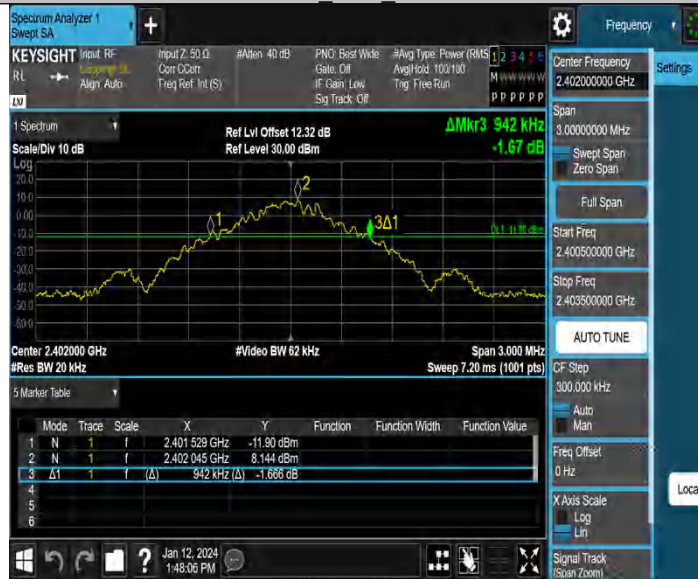 Spectrum Analyzer 1
Swept SA
+
Frequency
Settings
KEYSIGHT
RL
LXI
Input: RF
Coupling: DC
Align: Auto
Input Z: 50 Ω
Corr CCorr
Freq Ref: Int (S)
#Atten: 40 dB
PNO: Best Wide
Gate: Off
IF Gain: Low
Sig Track: Off
#Avg Type: Power (RMS
Avg|Hold: 100/100
Trig: Free Run
1 2 3 4 5 6
M W W W W W
P P P P P P
1 Spectrum
Scale/Div 10 dB
Ref Lvl Offset 12.32 dB
Ref Level 30.00 dBm
ΔMkr3 942 kHz
-1.67 dB
Log
20.0
10.0
0.00
-10.0
-20.0
-30.0
-40.0
-50.0
-60.0
1
2
3Δ1
Center 2.402000 GHz
#Res BW 20 kHz
#Video BW 62 kHz
Span 3.000 MHz
Sweep 7.20 ms (1001 pts)
5 Marker Table
Mode Trace Scale X Y Function Function Width Function Value
1 N 1 f 2.401 529 GHz -11.90 dBm
2 N 1 f 2.402 045 GHz 8.144 dBm
3 Δ1 1 f (Δ) 942 kHz (Δ) -1.666 dB
4
5
6
Center Frequency
2.402000000 GHz
Span
3.00000000 MHz
Swept Span
Zero Span
Full Span
Start Freq
2.400500000 GHz
Stop Freq
2.403500000 GHz
AUTO TUNE
CF Step
300.000 kHz
Auto
Man
Freq Offset
0 Hz
X Axis Scale
Log
Lin
Signal Track
(Span Zoom)
Loca
?
Jan 12, 2024
1:48:06 PM